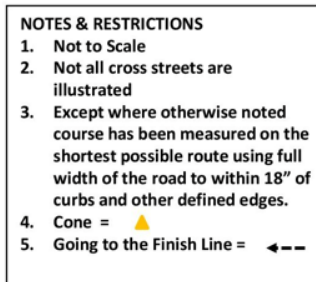 NOTES & RESTRICTIONS
1. Not to Scale
2. Not all cross streets are
illustrated
3. Except where otherwise noted
course has been measured on the
shortest possible route using full
width of the road to within 18” of
curbs and other defined edges.
4. Cone =
5. Going to the Finish Line =